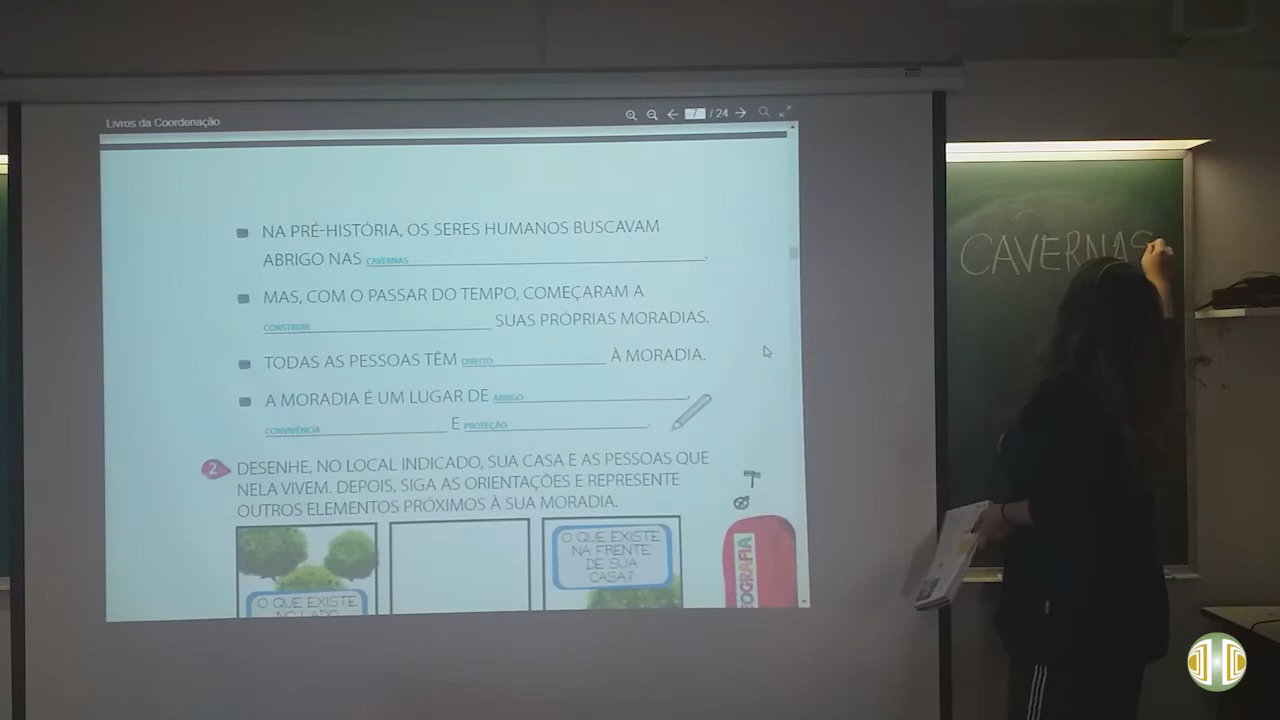 Livros da Coordenação
7 / 24
NA PRÉ-HISTÓRIA, OS SERES HUMANOS BUSCAVAM
ABRIGO NAS CAVERNAS.
MAS, COM O PASSAR DO TEMPO, COMEÇARAM A
CONSTRUIR SUAS PRÓPRIAS MORADIAS.
TODAS AS PESSOAS TÊM DIREITO À MORADIA.
A MORADIA É UM LUGAR DE ABRIGO,
CONVIVÊNCIA E PROTEÇÃO.
2 DESENHE, NO LOCAL INDICADO, SUA CASA E AS PESSOAS QUE
NELA VIVEM. DEPOIS, SIGA AS ORIENTAÇÕES E REPRESENTE
OUTROS ELEMENTOS PRÓXIMOS À SUA MORADIA.
O QUE EXISTE
NO LADO
O QUE EXISTE
NA FRENTE
DE SUA
CASA?
OGRAFIA
CAVERNAS